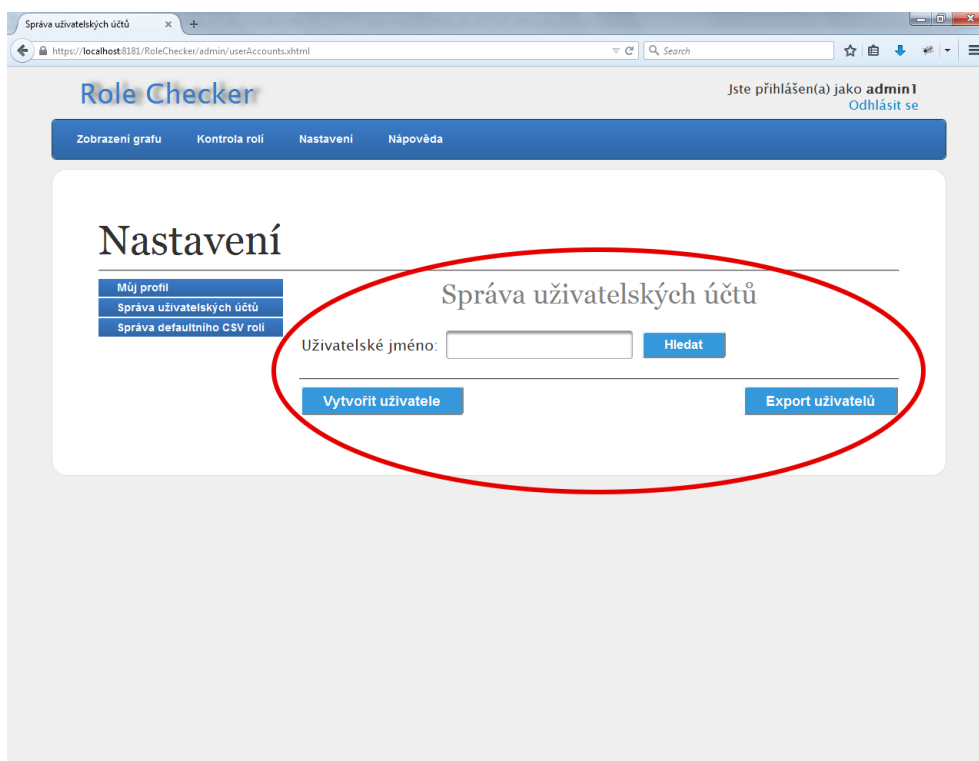 Správa uživatelských účtů
https://localhost:8181/RoleChecker/admin/userAccounts.xhtml
Search
Role Checker
Jste přihlášen(a) jako admin1
Odhlásit se
Zobrazení grafu Kontrola rolí Nastavení Nápověda
Nastavení
Můj profil
Správa uživatelských účtů
Správa defaultního CSV rolí
Správa uživatelských účtů
Uživatelské jméno: Hledat
Vytvořit uživatele Export uživatelů